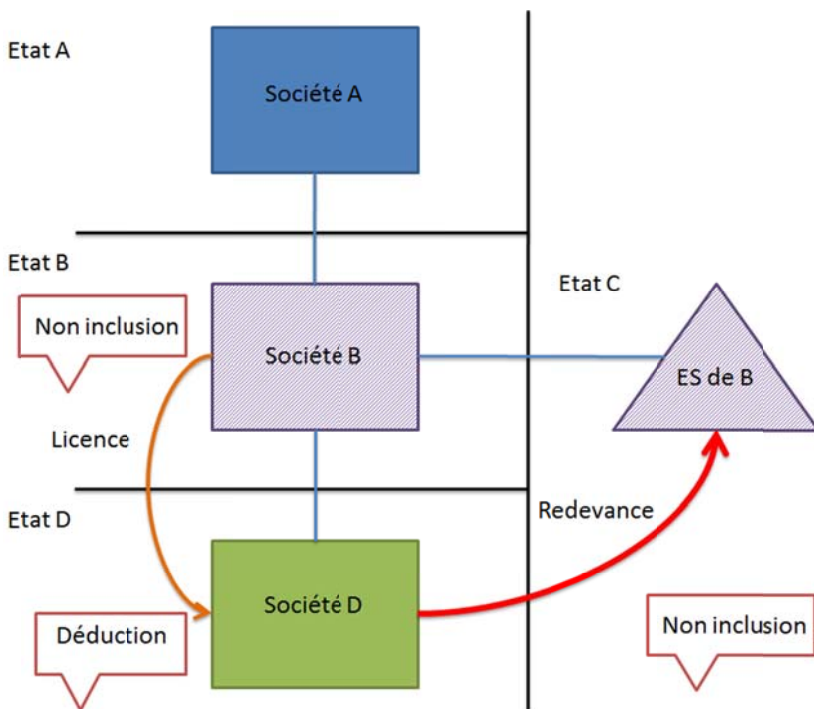 Etat A
Société A
Etat B
Etat C
Non inclusion
Société B
ES de B
Licence
Etat D
Redevance
Société D
Déduction
Non inclusion